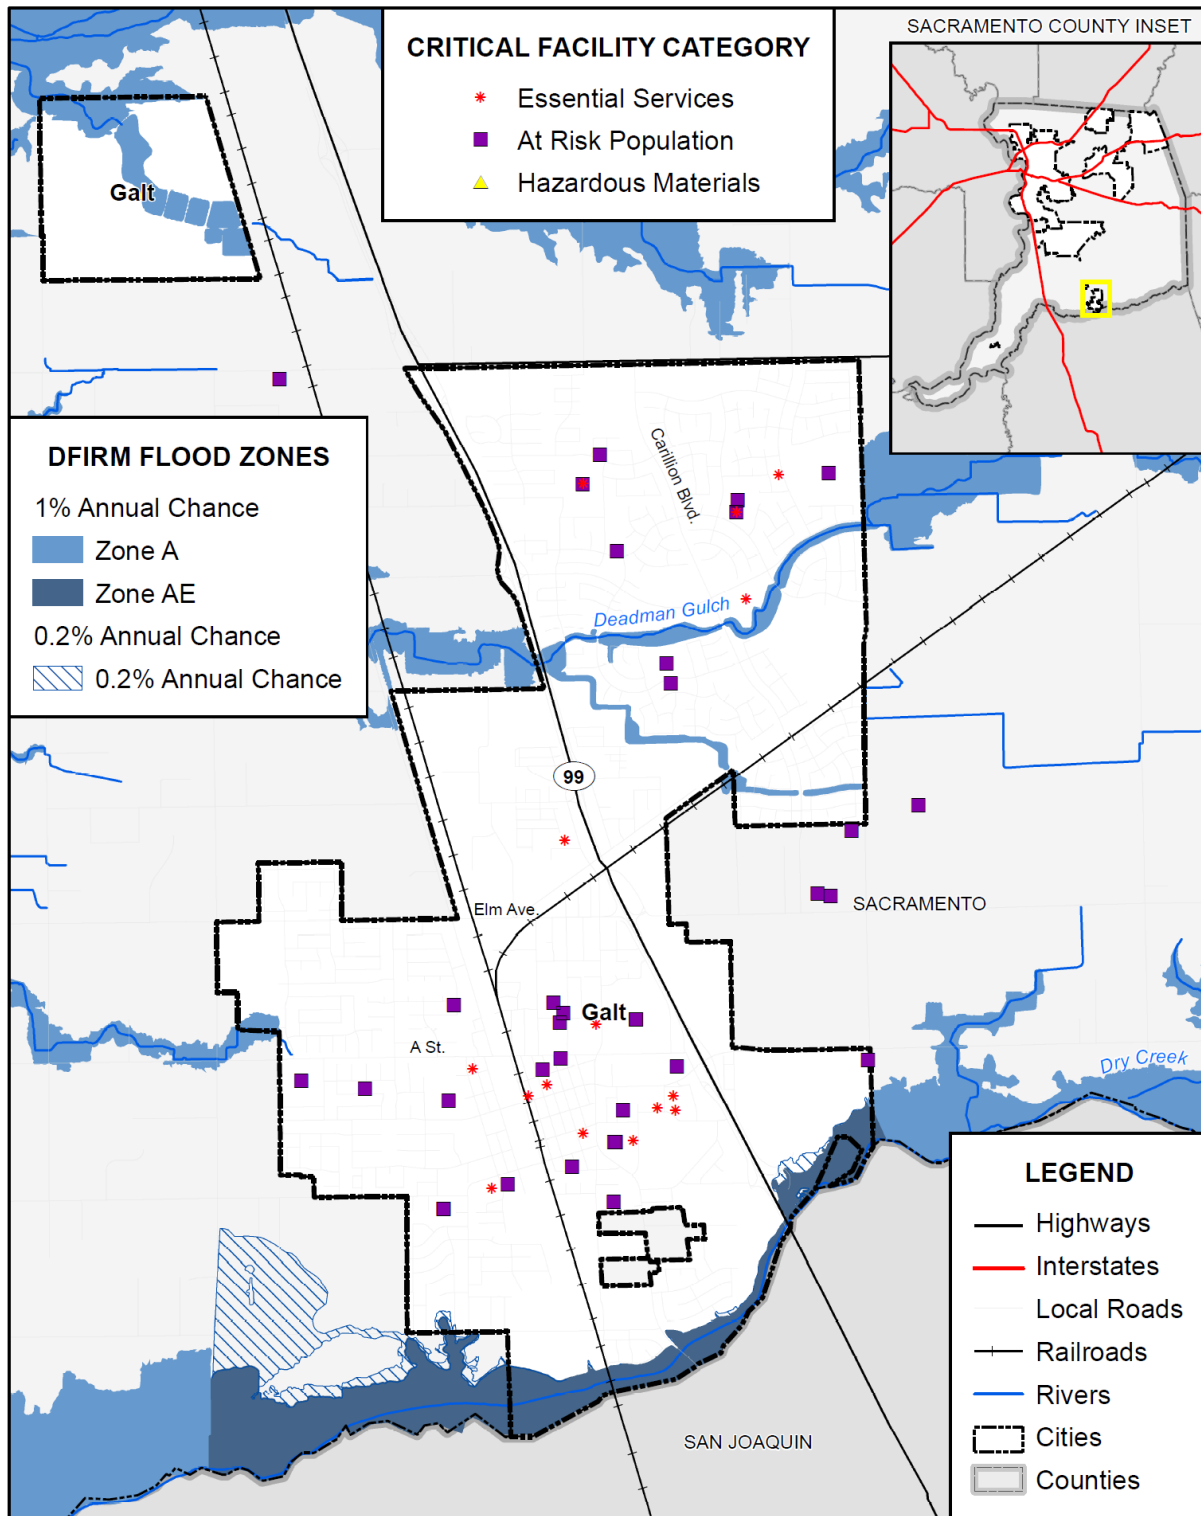 SACRAMENTO COUNTY INSET
CRITICAL FACILITY CATEGORY
Essential Services
At Risk Population
Hazardous Materials
Galt
DFIRM FLOOD ZONES
1% Annual Chance
Zone A
Zone AE
0.2% Annual Chance
0.2% Annual Chance
Carillion Blvd.
Deadman Gulch
99
Elm Ave.
SACRAMENTO
Galt
A St.
Dry Creek
SAN JOAQUIN
LEGEND
Highways
Interstates
Local Roads
Railroads
Rivers
Cities
Counties